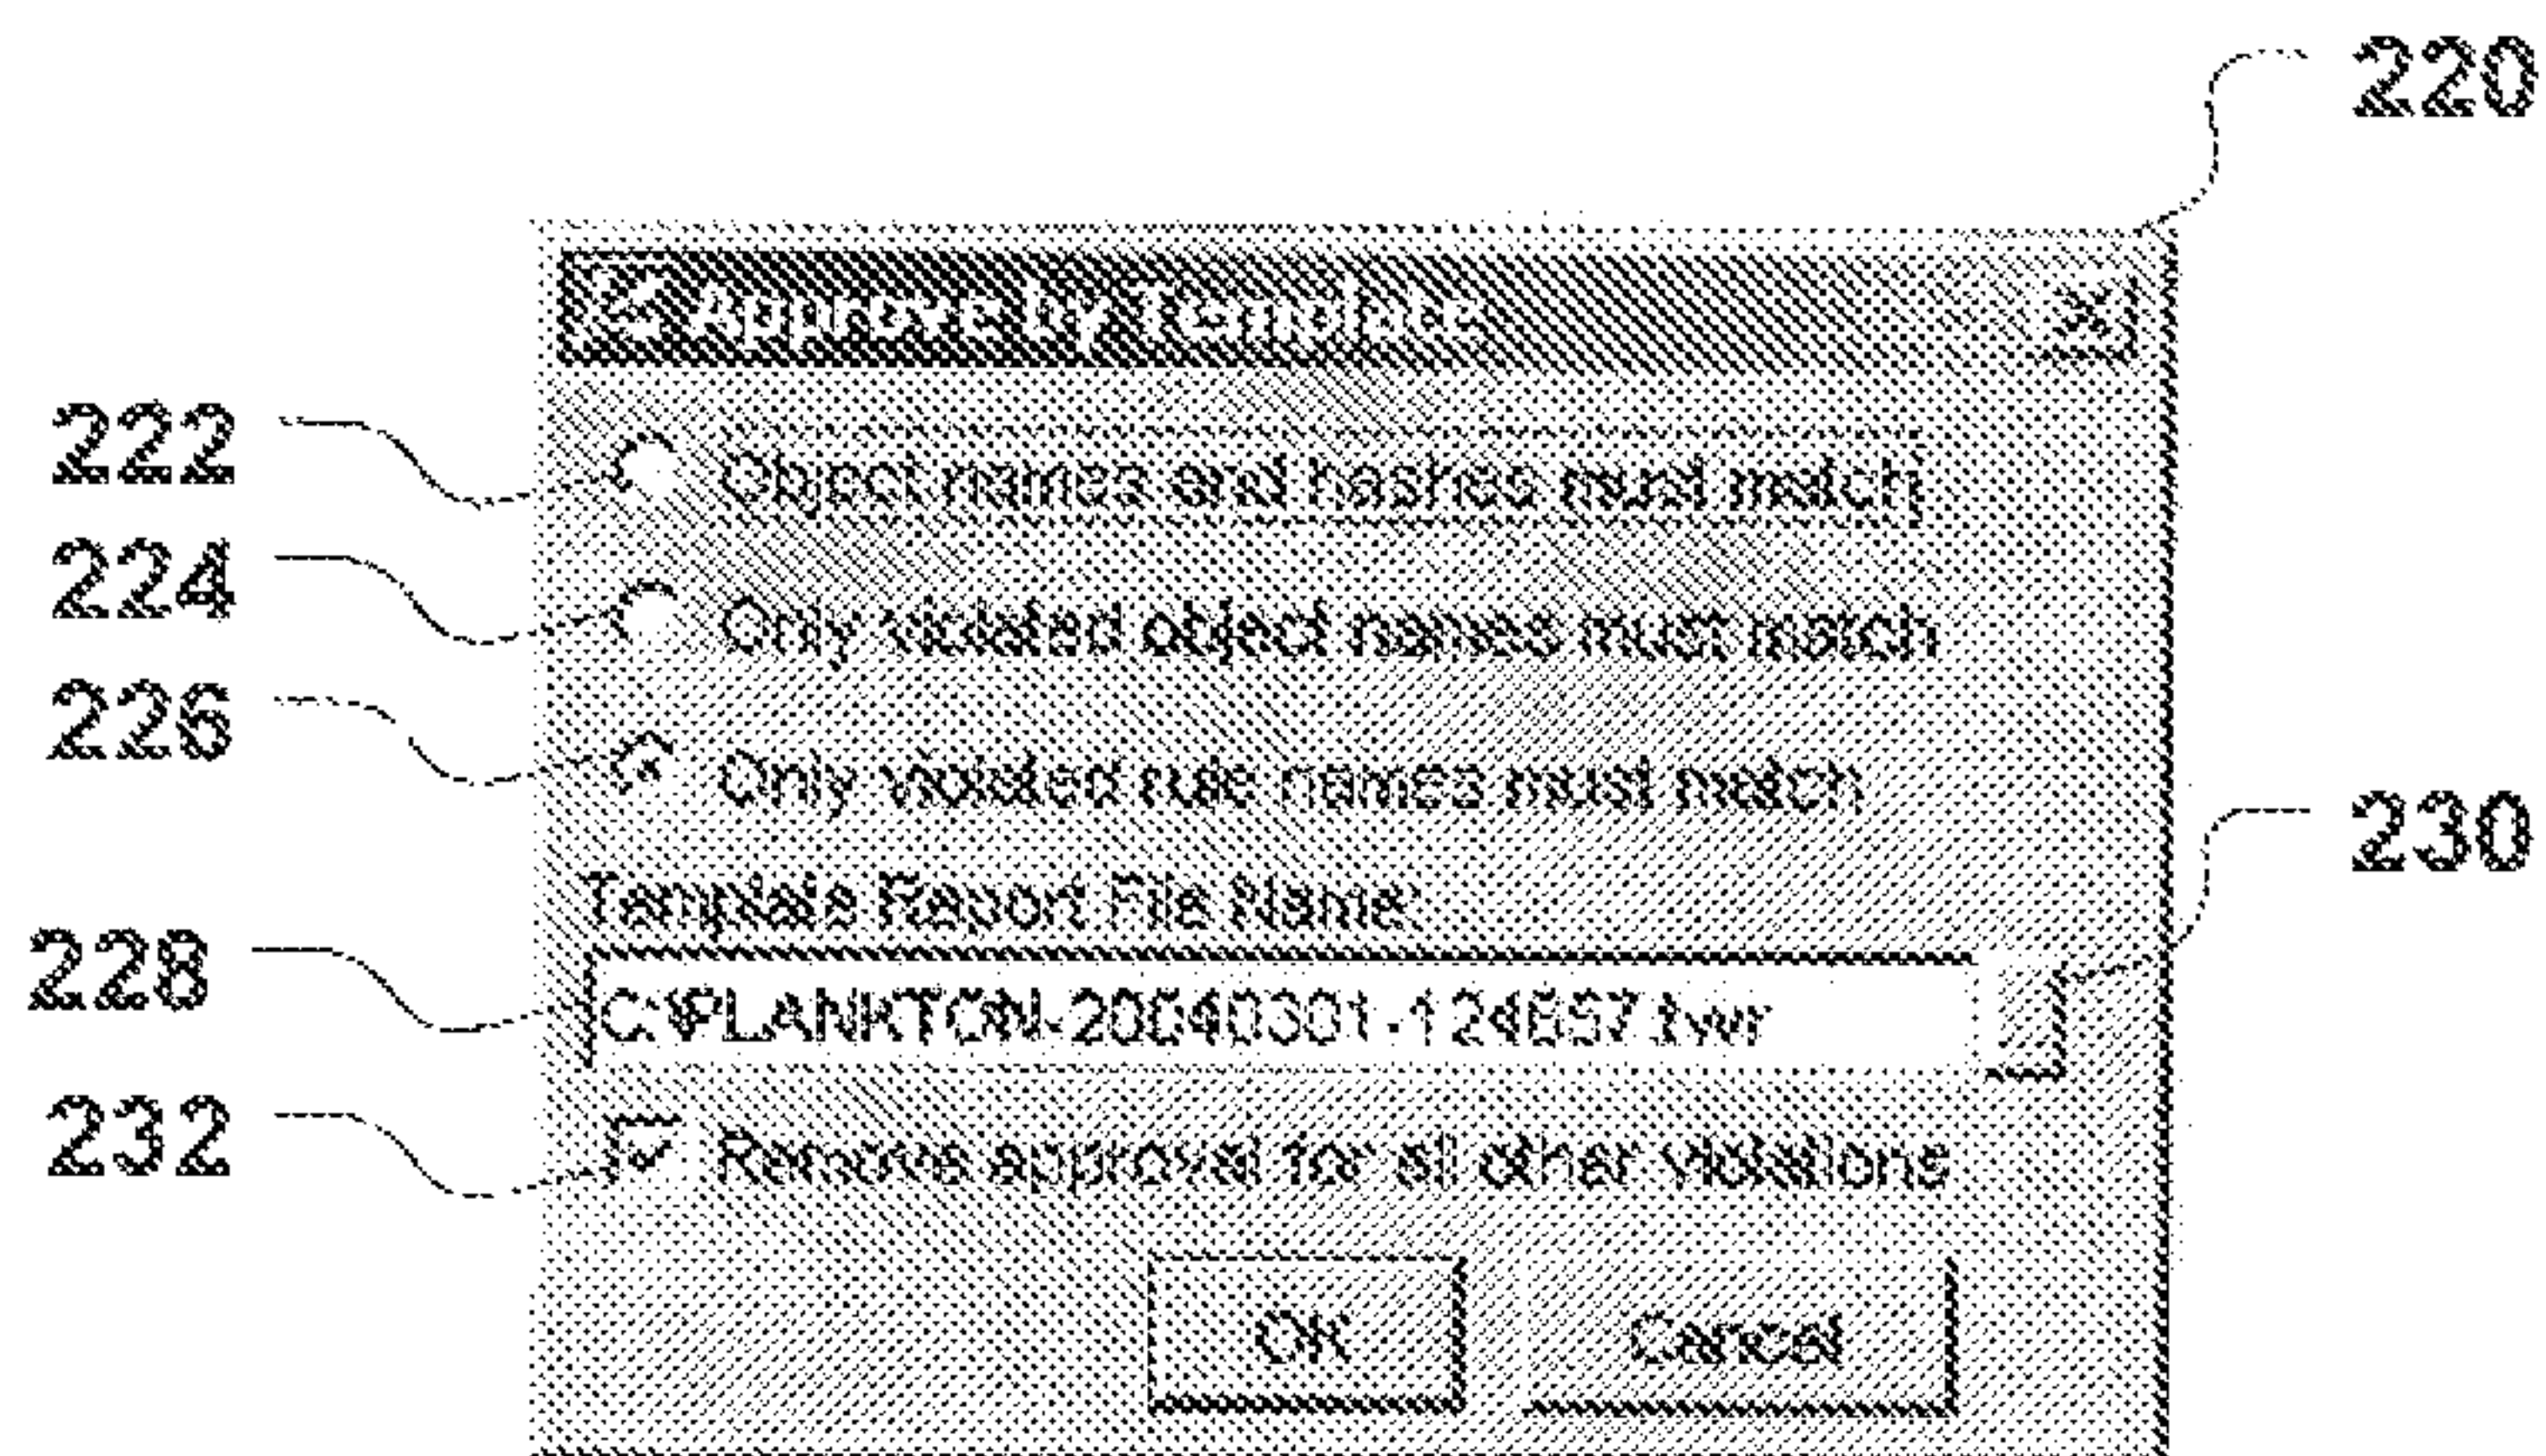 220
Approve by Template
222
Object names and hashes must match
224
Only violated object names must match
226
Only violated rule names must match
230
Template Report File Name:
228
C:\PLANKTON-20040301-124657.twr
232
Remove approval for all other violations
OK
Cancel